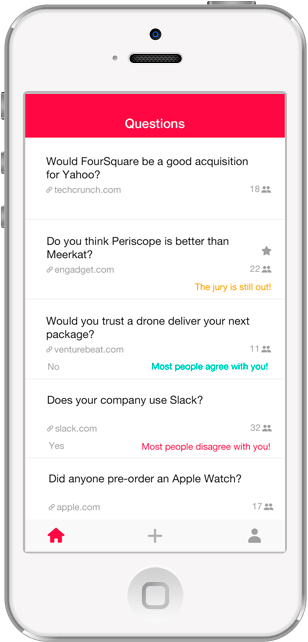 Questions
Would FourSquare be a good acquisition
for Yahoo?
techcrunch.com 18
Do you think Periscope is better than
Meerkat?
engadget.com 22
The jury is still out!
Would you trust a drone deliver your next
package?
venturebeat.com 11
No Most people agree with you!
Does your company use Slack?
slack.com 32
Yes Most people disagree with you!
Did anyone pre-order an Apple Watch?
apple.com 17